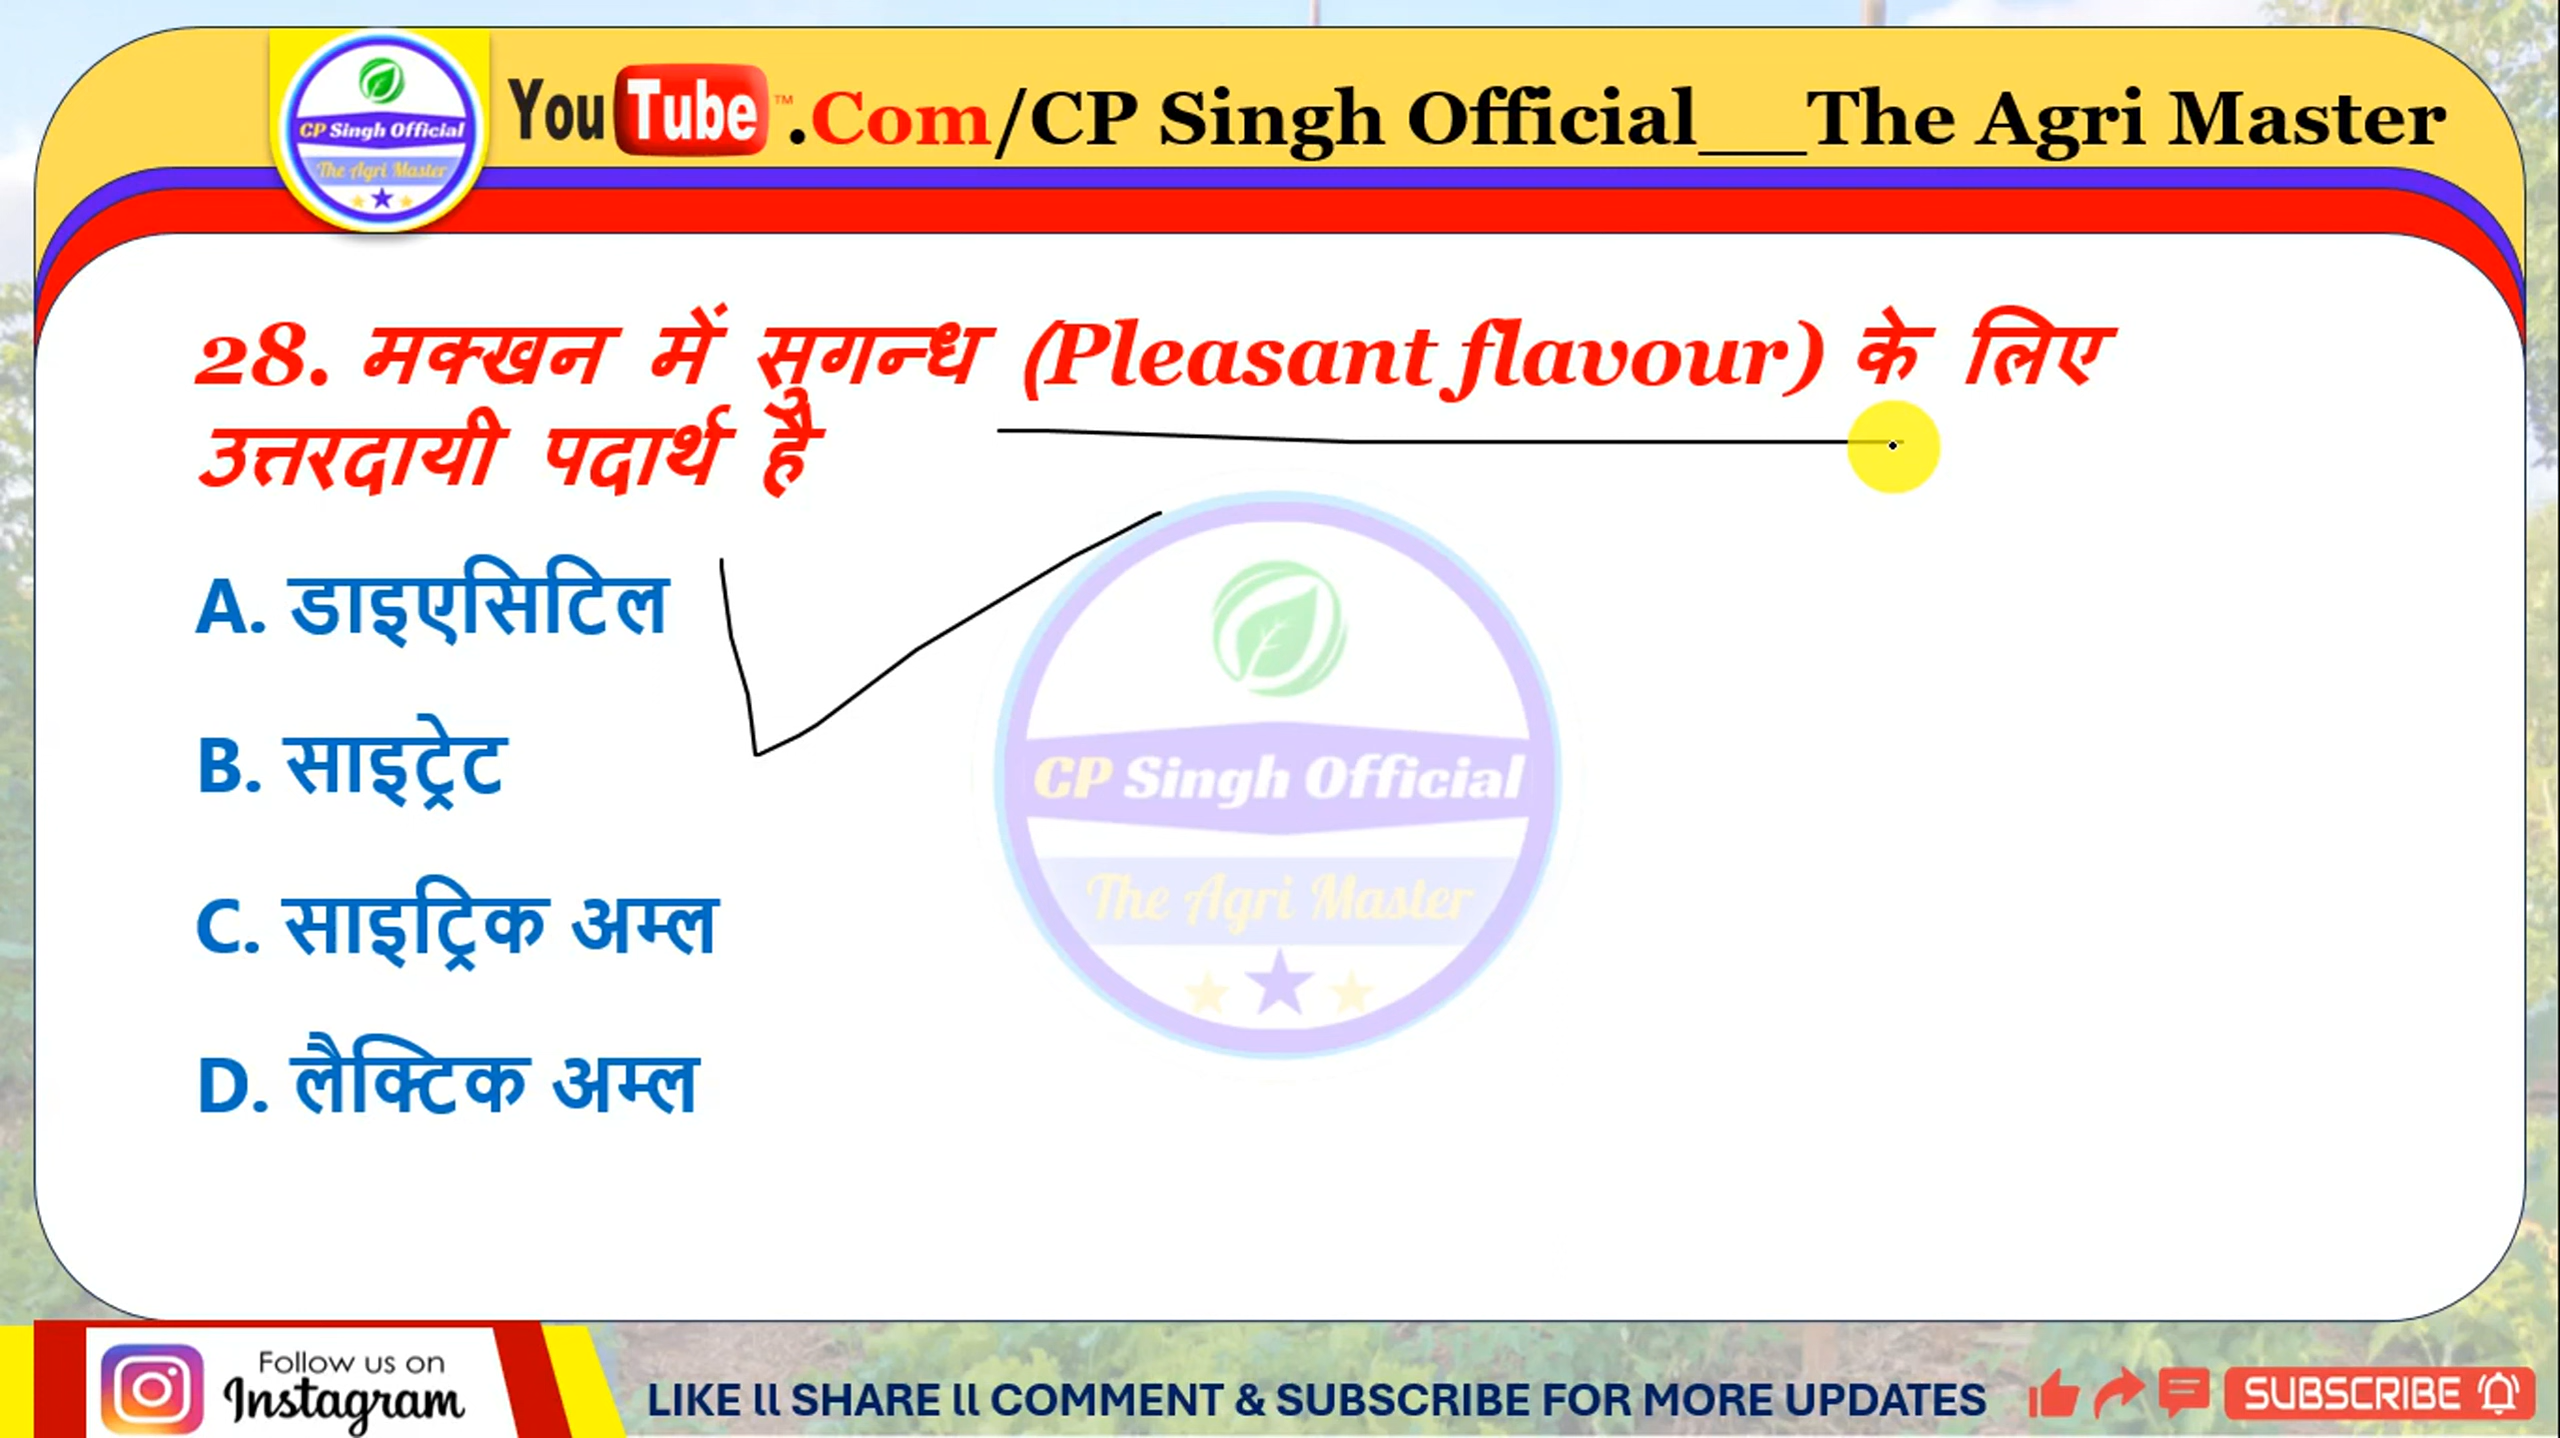 CP Singh Official
The Agri Master
YouTube™.Com/CP Singh Official___The Agri Master
28. मक्खन में सुगन्ध (Pleasant flavour) के लिए
उत्तरदायी पदार्थ है
A. डाइएसिटिल
B. साइट्रेट
C. साइट्रिक अम्ल
D. लैक्टिक अम्ल
CP Singh Official
The Agri Master
Follow us on
Instagram
LIKE ll SHARE ll COMMENT & SUBSCRIBE FOR MORE UPDATES
SUBSCRIBE